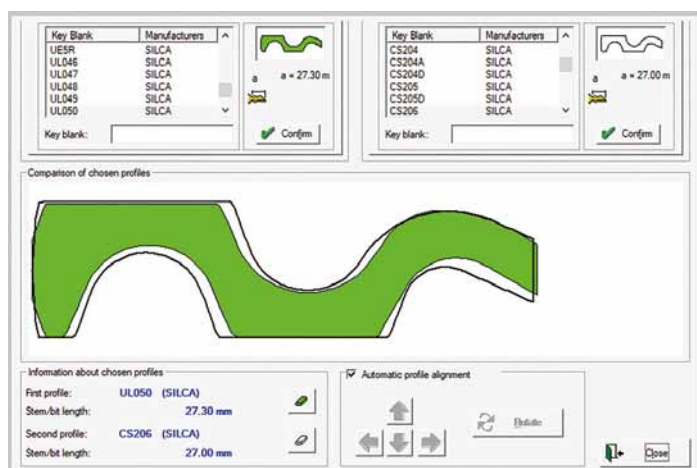 Key Blank Manufacturers
UE5R SILCA
UL046 SILCA
UL047 SILCA
UL048 SILCA
UL049 SILCA
UL050 SILCA
a a = 27.30 m
Key blank: Confirm
Key Blank Manufacturers
CS204 SILCA
CS204A SILCA
CS204D SILCA
CS205 SILCA
CS205D SILCA
CS206 SILCA
a a = 27.00 m
Key blank: Confirm
Comparison of chosen profiles
Information about chosen profiles
First profile: UL050 (SILCA)
Stem/bit length: 27.30 mm
Second profile: CS206 (SILCA)
Stem/bit length: 27.00 mm
Automatic profile alignment
Rotate
Close